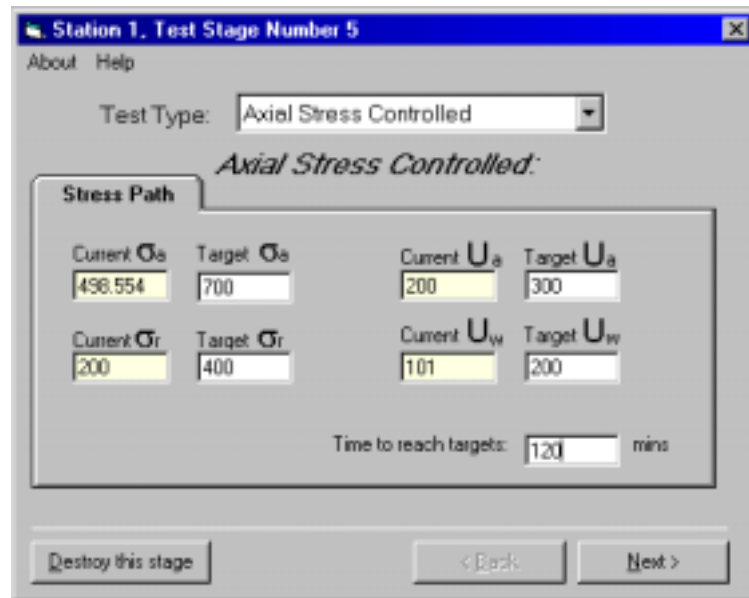 Station 1, Test Stage Number 5
About Help
Test Type: Axial Stress Controlled
Axial Stress Controlled:
Stress Path
Current σa Target σa Current Ua Target Ua
498.554 700 200 300
Current σr Target σr Current Uw Target Uw
200 400 101 200
Time to reach targets: 120 mins
Destroy this stage < Back Next >